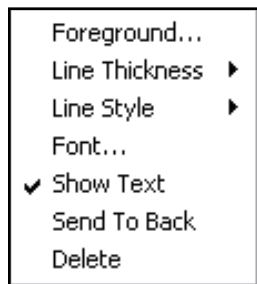 Foreground...
Line Thickness
Line Style
Font...
Show Text
Send To Back
Delete